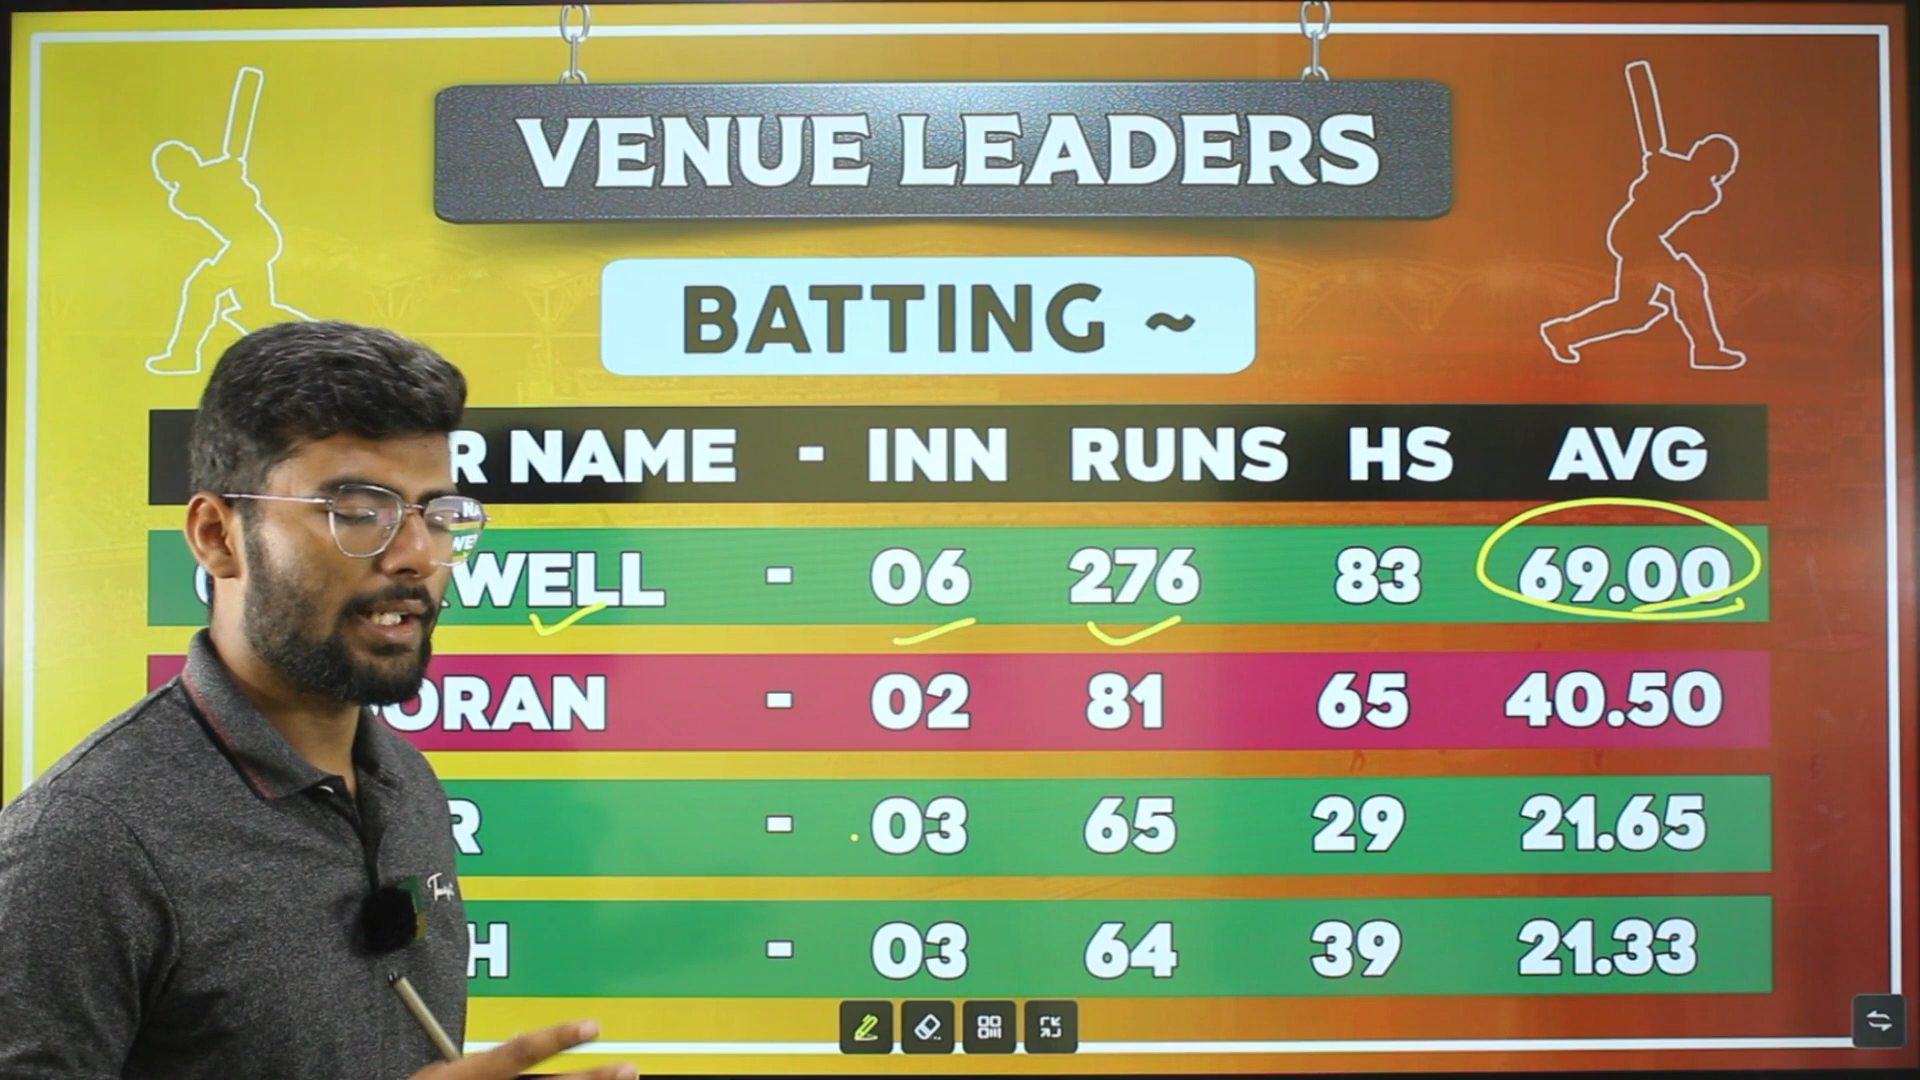 VENUE LEADERS
BATTING ~
NAME - INN RUNS HS AVG
WELL - 06 276 83 69.00
ORAN - 02 81 65 40.50
R - 03 65 29 21.65
H - 03 64 39 21.33